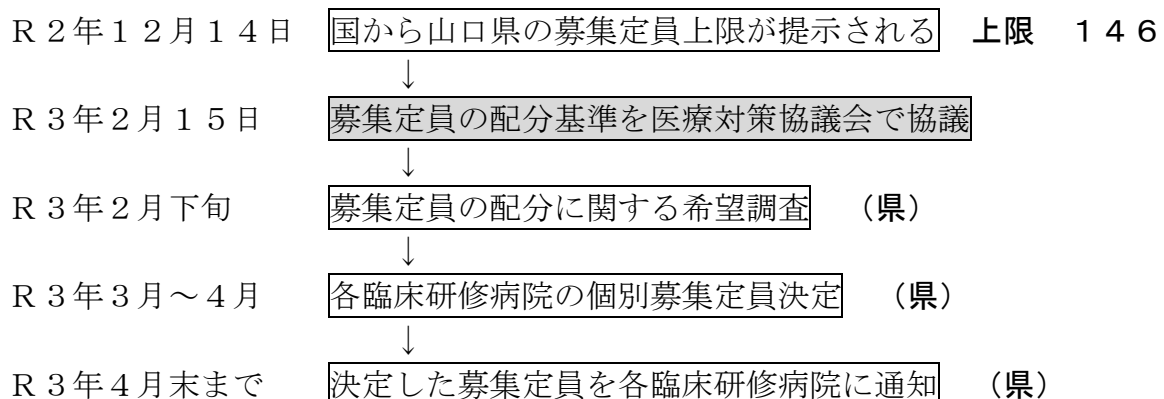 Ｒ２年１２月１４日　国から山口県の募集定員上限が提示される　上限　１４６
↓
Ｒ３年２月１５日　募集定員の配分基準を医療対策協議会で協議
↓
Ｒ３年２月下旬　募集定員の配分に関する希望調査　（県）
↓
Ｒ３年３月～４月　各臨床研修病院の個別募集定員決定　（県）
↓
Ｒ３年４月末まで　決定した募集定員を各臨床研修病院に通知　（県）